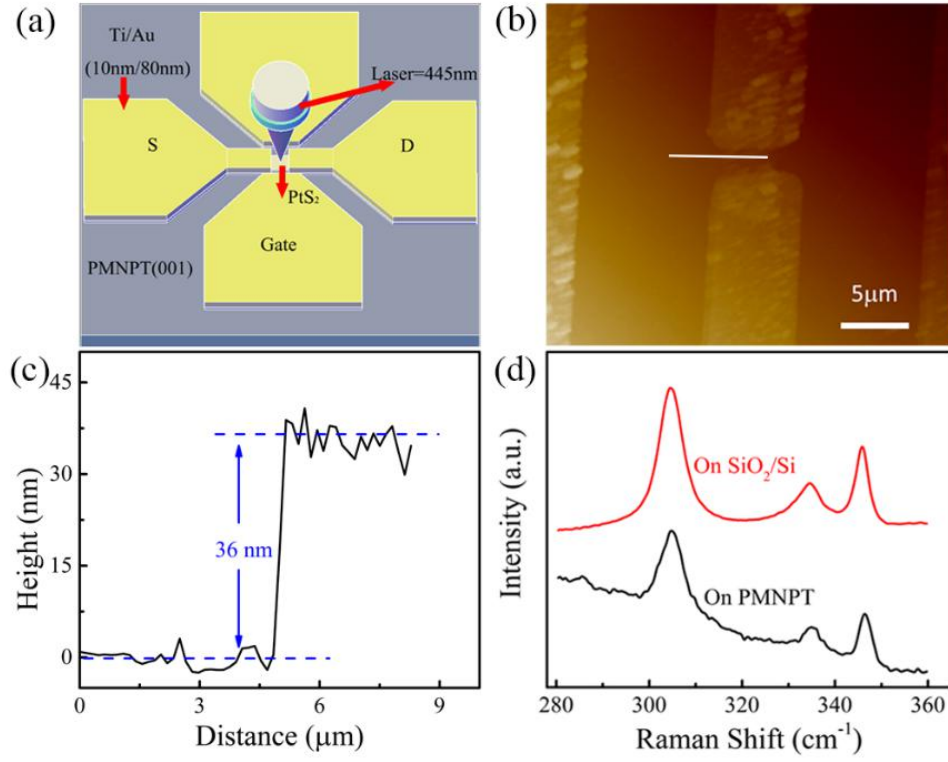 (a)
Ti/Au
(10nm/80nm)
Laser=445nm
S
D
PtS₂
Gate
PMNPT(001)
(b)
5μm
(c)
45
30
15
0
Height (nm)
36 nm
0
3
6
9
Distance (μm)
(d)
On SiO₂/Si
On PMNPT
Intensity (a.u.)
280
300
320
340
360
Raman Shift (cm⁻¹)